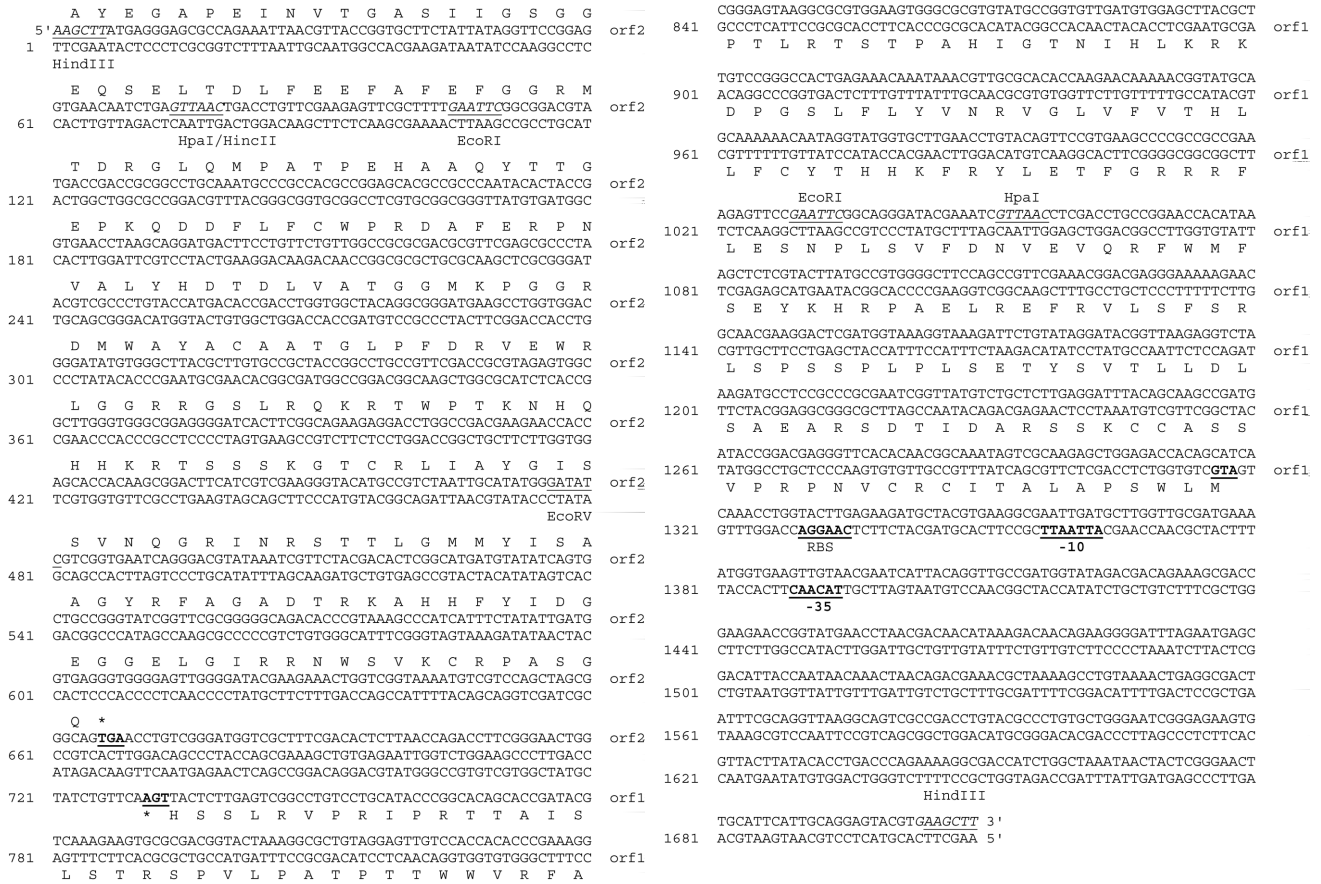 A Y E G A P E I N V T G A S I I G S G G
5'AAGCTTATGAGGGAGCGCCAGAAATTAACGTTACCGGTGCTTCTATTATAGGTTCCGGAG orf2
1 TTCGAATACTCCCTCGCGGTCTTTAATTGCAATGGCCACGAAGATAATATCCAAGGCCTC
HindIII
E Q S E L T D L F E E F A F E F G G R M
GTGAACAATCTGAGTTAACTGACCTGTTCGAAGAGTTCGCTTTTGAATTCGGCGGACGTA orf2
61 CACTTGTTAGACTCAATTGACTGGACAAGCTTCTCAAGCGAAAACTTAAGCCGCCTGCAT
HpaI/HincII EcoRI
T D R G L Q M P A T P E H A A Q Y T T G
TGACCGACCGCGGCCTGCAAATGCCCGCCACGCCGGAGCACGCCGCCCAATACACTACCG orf2
121 ACTGGCTGGCGCCGGACGTTTACGGGCGGTGCGGCCTCGTGCGGCGGGTTATGTGATGGC
E P K Q D D F L F C W P R D A F E R P N
GTGAACCTAAGCAGGATGACTTCCTGTTCTGTTGGCCGCGCGACGCGTTCGAGCGCCCTA orf2
181 CACTTGGATTCGTCCTACTGAAGGACAAGACAACCGGCGCGCTGCGCAAGCTCGCGGGAT
V A L Y H D T D L V A T G G M K P G G R
ACGTCGCCCTGTACCATGACACCGACCTGGTGGCTACAGGCGGGATGAAGCCTGGTGGAC orf2
241 TGCAGCGGGACATGGTACTGTGGCTGGACCACCGATGTCCGCCCTACTTCGGACCACCTG
D M W A Y A C A A T G L P F D R V E W R
GGGATATGTGGGCTTACGCTTGTGCCGCTACCGGCCTGCCGTTCGACCGCGTAGAGTGGC orf2
301 CCCTATACACCCGAATGCGAACACGGCGATGGCCGGACGGCAAGCTGGCGCATCTCACCG
L G G R R G S L R Q K R T W P T K N H Q
GCTTGGGTGGGCGGAGGGGATCACTTCGGCAGAAGAGGACCTGGCCGACGAAGAACCACC orf2
361 CGAACCCACCCGCCTCCCCTAGTGAAGCCGTCTTCTCCTGGACCGGCTGCTTCTTGGTGG
H H K R T S S S K G T C R L I A Y G I S
AGCACCACAAGCGGACTTCATCGTCGAAGGGTACATGCCGTCTAATTGCATATGGGATAT orf2
421 TCGTGGTGTTCGCCTGAAGTAGCAGCTTCCCATGTACGGCAGATTAACGTATACCCTATA
EcoRV
S V N Q G R I N R S T T L G M M Y I S A
CGTCGGTGAATCAGGGACGTATAAATCGTTCTACGACACTCGGCATGATGTATATCAGTG orf2
481 GCAGCCACTTAGTCCCTGCATATTTAGCAAGATGCTGTGAGCCGTACTACATATAGTCAC
A G Y R F A G A D T R K A H H F Y I D G
CTGCCGGGTATCGGTTCGCGGGGGCAGACACCCGTAAAGCCCATCATTTCTATATTGATG orf2
541 GACGGCCCATAGCCAAGCGCCCCCGTCTGTGGGCATTTCGGGTAGTAAAGATATAACTAC
E G G E L G I R R N W S V K C R P A S G
GTGAGGGTGGGGAGTTGGGGATACGAAGAAACTGGTCGGTAAAATGTCGTCCAGCTAGCG orf2
601 CACTCCCACCCCTCAACCCCTATGCTTCTTTGACCAGCCATTTTACAGCAGGTCGATCGC
Q *
GGCAGTGAACCTGTCGGGATGGTCGCTTTCGACACTCTTAACCAGACCTTCGGGAACTGG orf2
661 CCGTCACTTGGACAGCCCTACCAGCGAAAGCTGTGAGAATTGGTCTGGAAGCCCTTGACC
ATAGACAAGTTCAATGAGAACTCAGCCGGACAGGACGTATGGGCCGTGTCGTGGCTATGC
721 TATCTGTTCAAGTTACTCTTGAGTCGGCCTGTCCTGCATACCCGGCACAGCACCGATACG orf1
* H S S L R V P R I P R T T A I S
TCAAAGAAGTGCGCGACGGTACTAAAGGCGCTGTAGGAGTTGTCCACCACACCCGAAAGG
781 AGTTTCTTCACGCGCTGCCATGATTTCCGCGACATCCTCAACAGGTGGTGTGGGCTTTCC orf1
L S T R S P V L P A T P T T W W V R F A
CGGGAGTAAGGCGCGTGGAAGTGGGCGCGTGTATGCCGGTGTTGATGTGGAGCTTACGCT
841 GCCCTCATTCCGCGCACCTTCACCCGCGCACATACGGCCACAACTACACCTCGAATGCGA orf1
P T L R T S T P A H I G T N I H L K R K
TGTCCGGGCCACTGAGAAACAAATAAACGTTGCGCACACCAAGAACAAAAACGGTATGCA
901 ACAGGCCCGGTGACTCTTTGTTTATTTGCAACGCGTGTGGTTCTTGTTTTTGCCATACGT orf1
D P G S L F L Y V N R V G L V F V T H L
GCAAAAAACAATAGGTATGGTGCTTGAACCTGTACAGTTCCGTGAAGCCCCGCCGCCGAA
961 CGTTTTTTGTTATCCATACCACGAACTTGGACATGTCAAGGCACTTCGGGGCGGCGGCTT orf1
L F C Y T H H K F R Y L E T F G R R R F
EcoRI HpaI
AGAGTTCCGAATTCGGCAGGGATACGAAATCGTTAACCTCGACCTGCCGGAACCACATAA
1021 TCTCAAGGCTTAAGCCGTCCCTATGCTTTAGCAATTGGAGCTGGACGGCCTTGGTGTATT orf1
L E S N P L S V F D N V E V Q R F W M F
AGCTCTCGTACTTATGCCGTGGGGCTTCCAGCCGTTCGAAACGGACGAGGGAAAAAGAAC
1081 TCGAGAGCATGAATACGGCACCCCGAAGGTCGGCAAGCTTTGCCTGCTCCCTTTTTCTTG orf1
S E Y K H R P A E L R E F R V L S F S R
GCAACGAAGGACTCGATGGTAAAGGTAAAGATTCTGTATAGGATACGGTTAAGAGGTCTA
1141 CGTTGCTTCCTGAGCTACCATTTCCATTTCTAAGACATATCCTATGCCAATTCTCCAGAT orf1
L S P S S P L P L S E T Y S V T L L D L
AAGATGCCTCCGCCCGCGAATCGGTTATGTCTGCTCTTGAGGATTTACAGCAAGCCGATG
1201 TTCTACGGAGGCGGGCGCTTAGCCAATACAGACGAGAACTCCTAAATGTCGTTCGGCTAC orf1
S A E A R S D T I D A R S S K C C A S S
ATACCGGACGAGGGTTCACACAACGGCAAATAGTCGCAAGAGCTGGAGACCACAGCATCA
1261 TATGGCCTGCTCCCAAGTGTGTTGCCGTTTATCAGCGTTCTCGACCTCTGGTGTCGTAGT orf1
V P R P N V C R C I T A L A P S W L M
CAAACCTGGTACTTGAGAAGATGCTACGTGAAGGCGAATTGATGCTTGGTTGCGATGAAA
1321 GTTTGGACCAGGAACTCTTCTACGATGCACTTCCGCTTAATTACGAACCAACGCTACTTT
RBS -10
ATGGTGAAGTTGTAACGAATCATTACAGGTTGCCGATGGTATAGACGACAGAAAGCGACC
1381 TACCACTTCAACATTGCTTAGTAATGTCCAACGGCTACCATATCTGCTGTCTTTCGCTGG
-35
GAAGAACCGGTATGAACCTAACGACAACATAAAGACAACAGAAGGGGATTTAGAATGAGC
1441 CTTCTTGGCCATACTTGGATTGCTGTTGTATTTCTGTTGTCTTCCCCTAAATCTTACTCG
GACATTACCAATAACAAACTAACAGACGAAACGCTAAAAGCCTGTAAAACTGAGGCGACT
1501 CTGTAATGGTTATTGTTTGATTGTCTGCTTTGCGATTTTCGGACATTTTGACTCCGCTGA
ATTTCGCAGGTTAAGGCAGTCGCCGACCTGTACGCCCTGTGCTGGGAATCGGGAGAAGTG
1561 TAAAGCGTCCAATTCCGTCAGCGGCTGGACATGCGGGACACGACCCTTAGCCCTCTTCAC
GTTACTTATACACCTGACCCAGAAAAGGCGACCATCTGGCTAAATAACTACTCGGGAACT
1621 CAATGAATATGTGGACTGGGTCTTTTCCGCTGGTAGACCGATTTATTGATGAGCCCTTGA
HindIII
TGCATTCATTGCAGGAGTACGTGAAGCTT 3'
1681 ACGTAAGTAACGTCCTCATGCACTTCGAA 5'